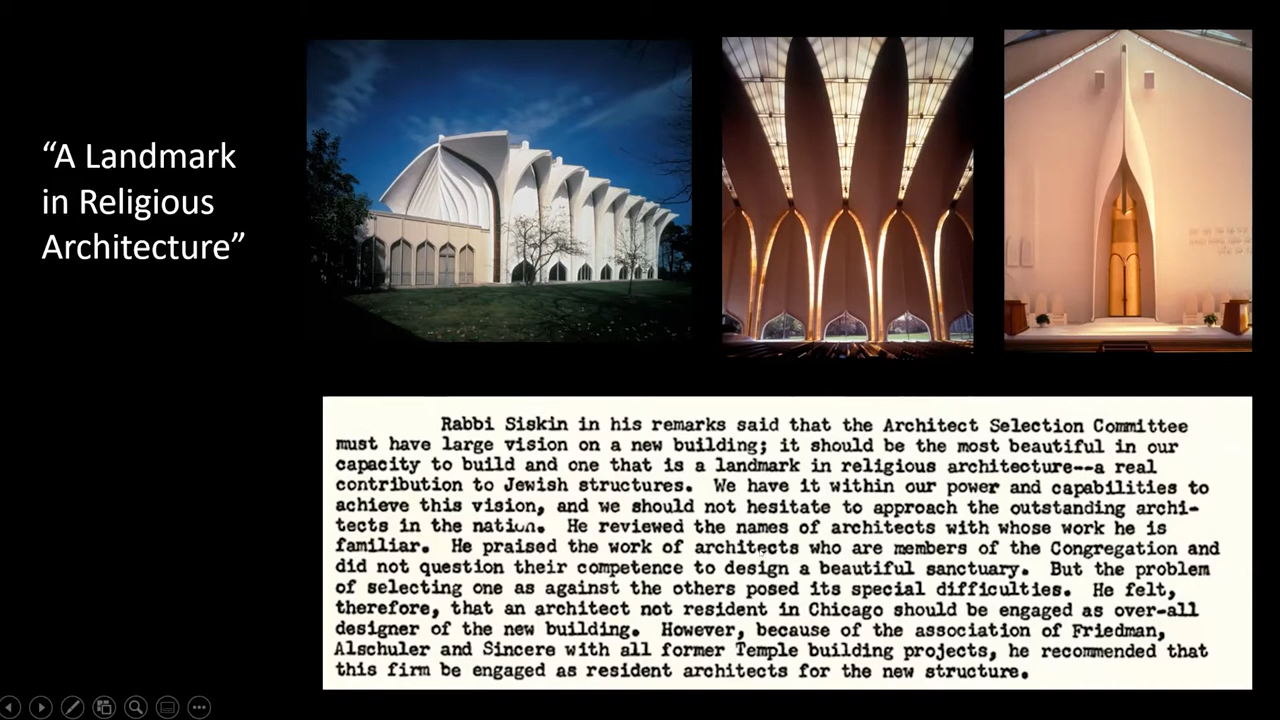 “A Landmark
in Religious
Architecture”
Rabbi Siskin in his remarks said that the Architect Selection Committee
must have large vision on a new building; it should be the most beautiful in our
capacity to build and one that is a landmark in religious architecture--a real
contribution to Jewish structures. We have it within our power and capabilities to
achieve this vision, and we should not hesitate to approach the outstanding archi-
tects in the nation. He reviewed the names of architects with whose work he is
familiar. He praised the work of architects who are members of the Congregation and
did not question their competence to design a beautiful sanctuary. But the problem
of selecting one as against the others posed its special difficulties. He felt,
therefore, that an architect not resident in Chicago should be engaged as over-all
designer of the new building. However, because of the association of Friedman,
Alschuler and Sincere with all former Temple building projects, he recommended that
this firm be engaged as resident architects for the new structure.